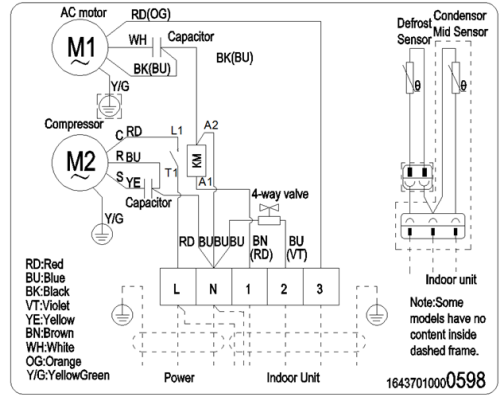 AC motor
RD(OG)
M1
~
WH
Capacitor
BK(BU)
BK(BU)
Y/G
Compressor
M2
~
C RD
R BU
S YE
Y/G
Capacitor
L1
T1
A2
KM
A1
4-way valve
RD BU BU BU
BN
(RD)
BU
(VT)
L N 1 2 3
Power
Indoor Unit
Defrost
Sensor
Condensor
Mid Sensor
θ
θ
Indoor unit
Note:Some
models have no
content inside
dashed frame.
RD:Red
BU:Blue
BK:Black
VT:Violet
YE:Yellow
BN:Brown
WH:White
OG:Orange
Y/G:YellowGreen
16437010000598